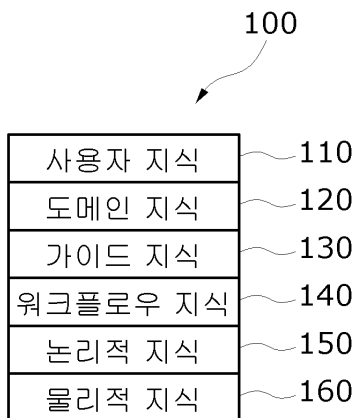 100
사용자 지식 110
도메인 지식 120
가이드 지식 130
워크플로우 지식 140
논리적 지식 150
물리적 지식 160